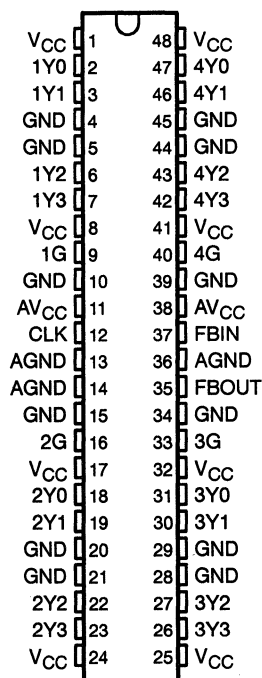 VCC 1 48 VCC
1Y0 2 47 4Y0
1Y1 3 46 4Y1
GND 4 45 GND
GND 5 44 GND
1Y2 6 43 4Y2
1Y3 7 42 4Y3
VCC 8 41 VCC
1G 9 40 4G
GND 10 39 GND
AVCC 11 38 AVCC
CLK 12 37 FBIN
AGND 13 36 AGND
AGND 14 35 FBOUT
GND 15 34 GND
2G 16 33 3G
VCC 17 32 VCC
2Y0 18 31 3Y0
2Y1 19 30 3Y1
GND 20 29 GND
GND 21 28 GND
2Y2 22 27 3Y2
2Y3 23 26 3Y3
VCC 24 25 VCC